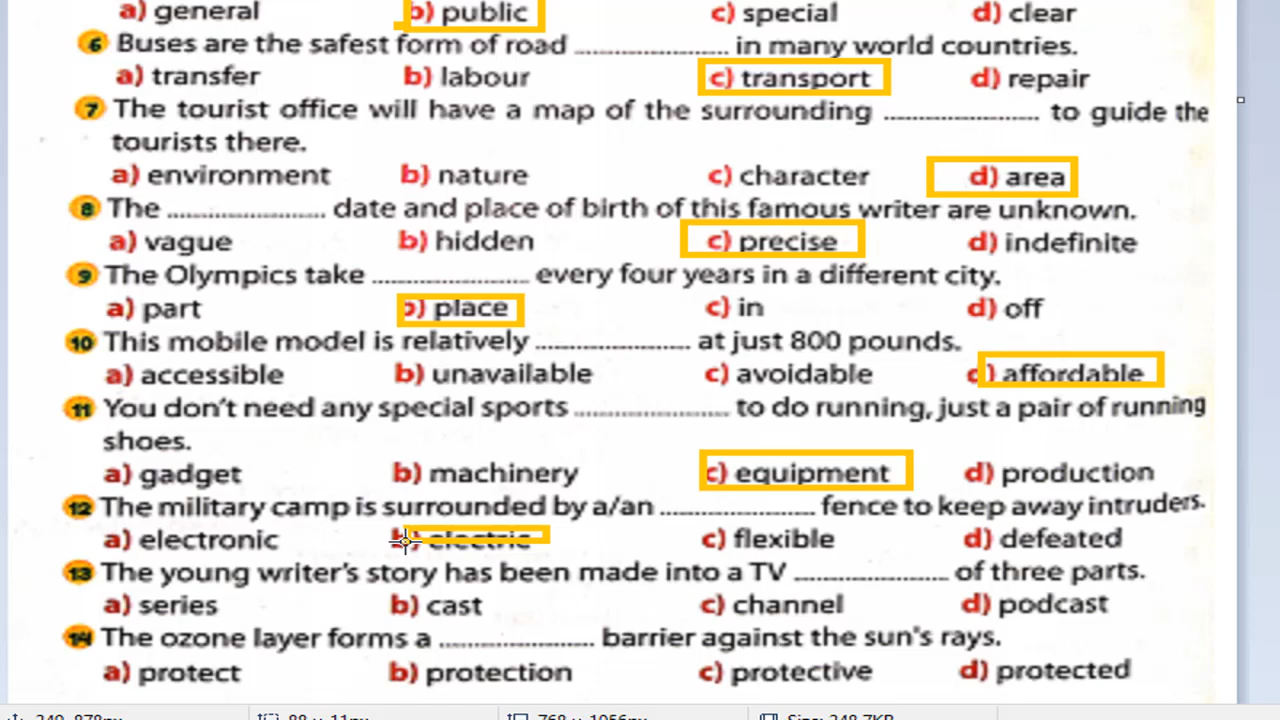 a) general b) public c) special d) clear
6 Buses are the safest form of road .................... in many world countries.
a) transfer b) labour c) transport d) repair
7 The tourist office will have a map of the surrounding .................... to guide the
tourists there.
a) environment b) nature c) character d) area
8 The .................... date and place of birth of this famous writer are unknown.
a) vague b) hidden c) precise d) indefinite
9 The Olympics take .................... every four years in a different city.
a) part b) place c) in d) off
10 This mobile model is relatively .................... at just 800 pounds.
a) accessible b) unavailable c) avoidable d) affordable
11 You don't need any special sports .................... to do running, just a pair of running
shoes.
a) gadget b) machinery c) equipment d) production
12 The military camp is surrounded by a/an .................... fence to keep away intruders.
a) electronic b) electric c) flexible d) defeated
13 The young writer's story has been made into a TV .................... of three parts.
a) series b) cast c) channel d) podcast
14 The ozone layer forms a .................... barrier against the sun's rays.
a) protect b) protection c) protective d) protected